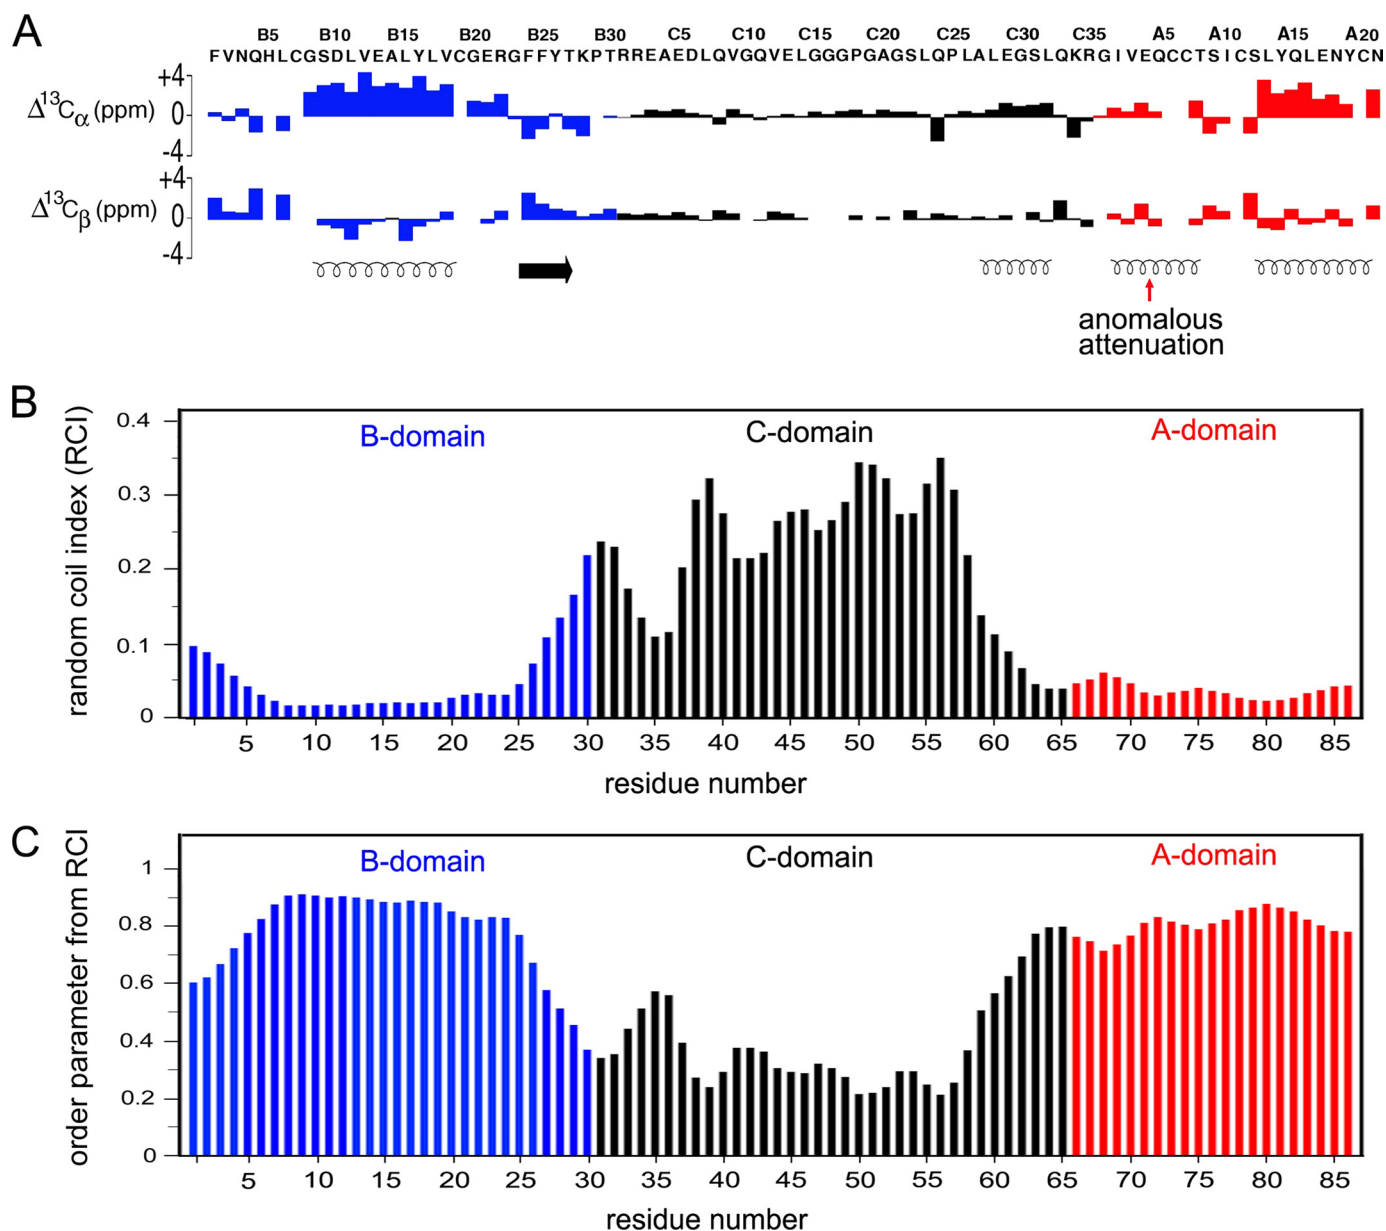 A
B5 B10 B15 B20 B25 B30 C5 C10 C15 C20 C25 C30 C35 A5 A10 A15 A20
FVNQHLCGSDLVEALYLVCGERGFFYTKPTRREAEDLQVGQVELGGGPGAGSLQPLALEGSLQKRGIVEQCCTSICSLYQLENYCN
+4
Δ¹³Cα (ppm) 0
-4
+4
Δ¹³Cβ (ppm) 0
-4
anomalous
attenuation
B
random coil index (RCI)
0.4
0.3
0.2
0.1
0
B-domain C-domain A-domain
5 10 15 20 25 30 35 40 45 50 55 60 65 70 75 80 85
residue number
C
order parameter from RCI
1
0.8
0.6
0.4
0.2
0
B-domain C-domain A-domain
5 10 15 20 25 30 35 40 45 50 55 60 65 70 75 80 85
residue number